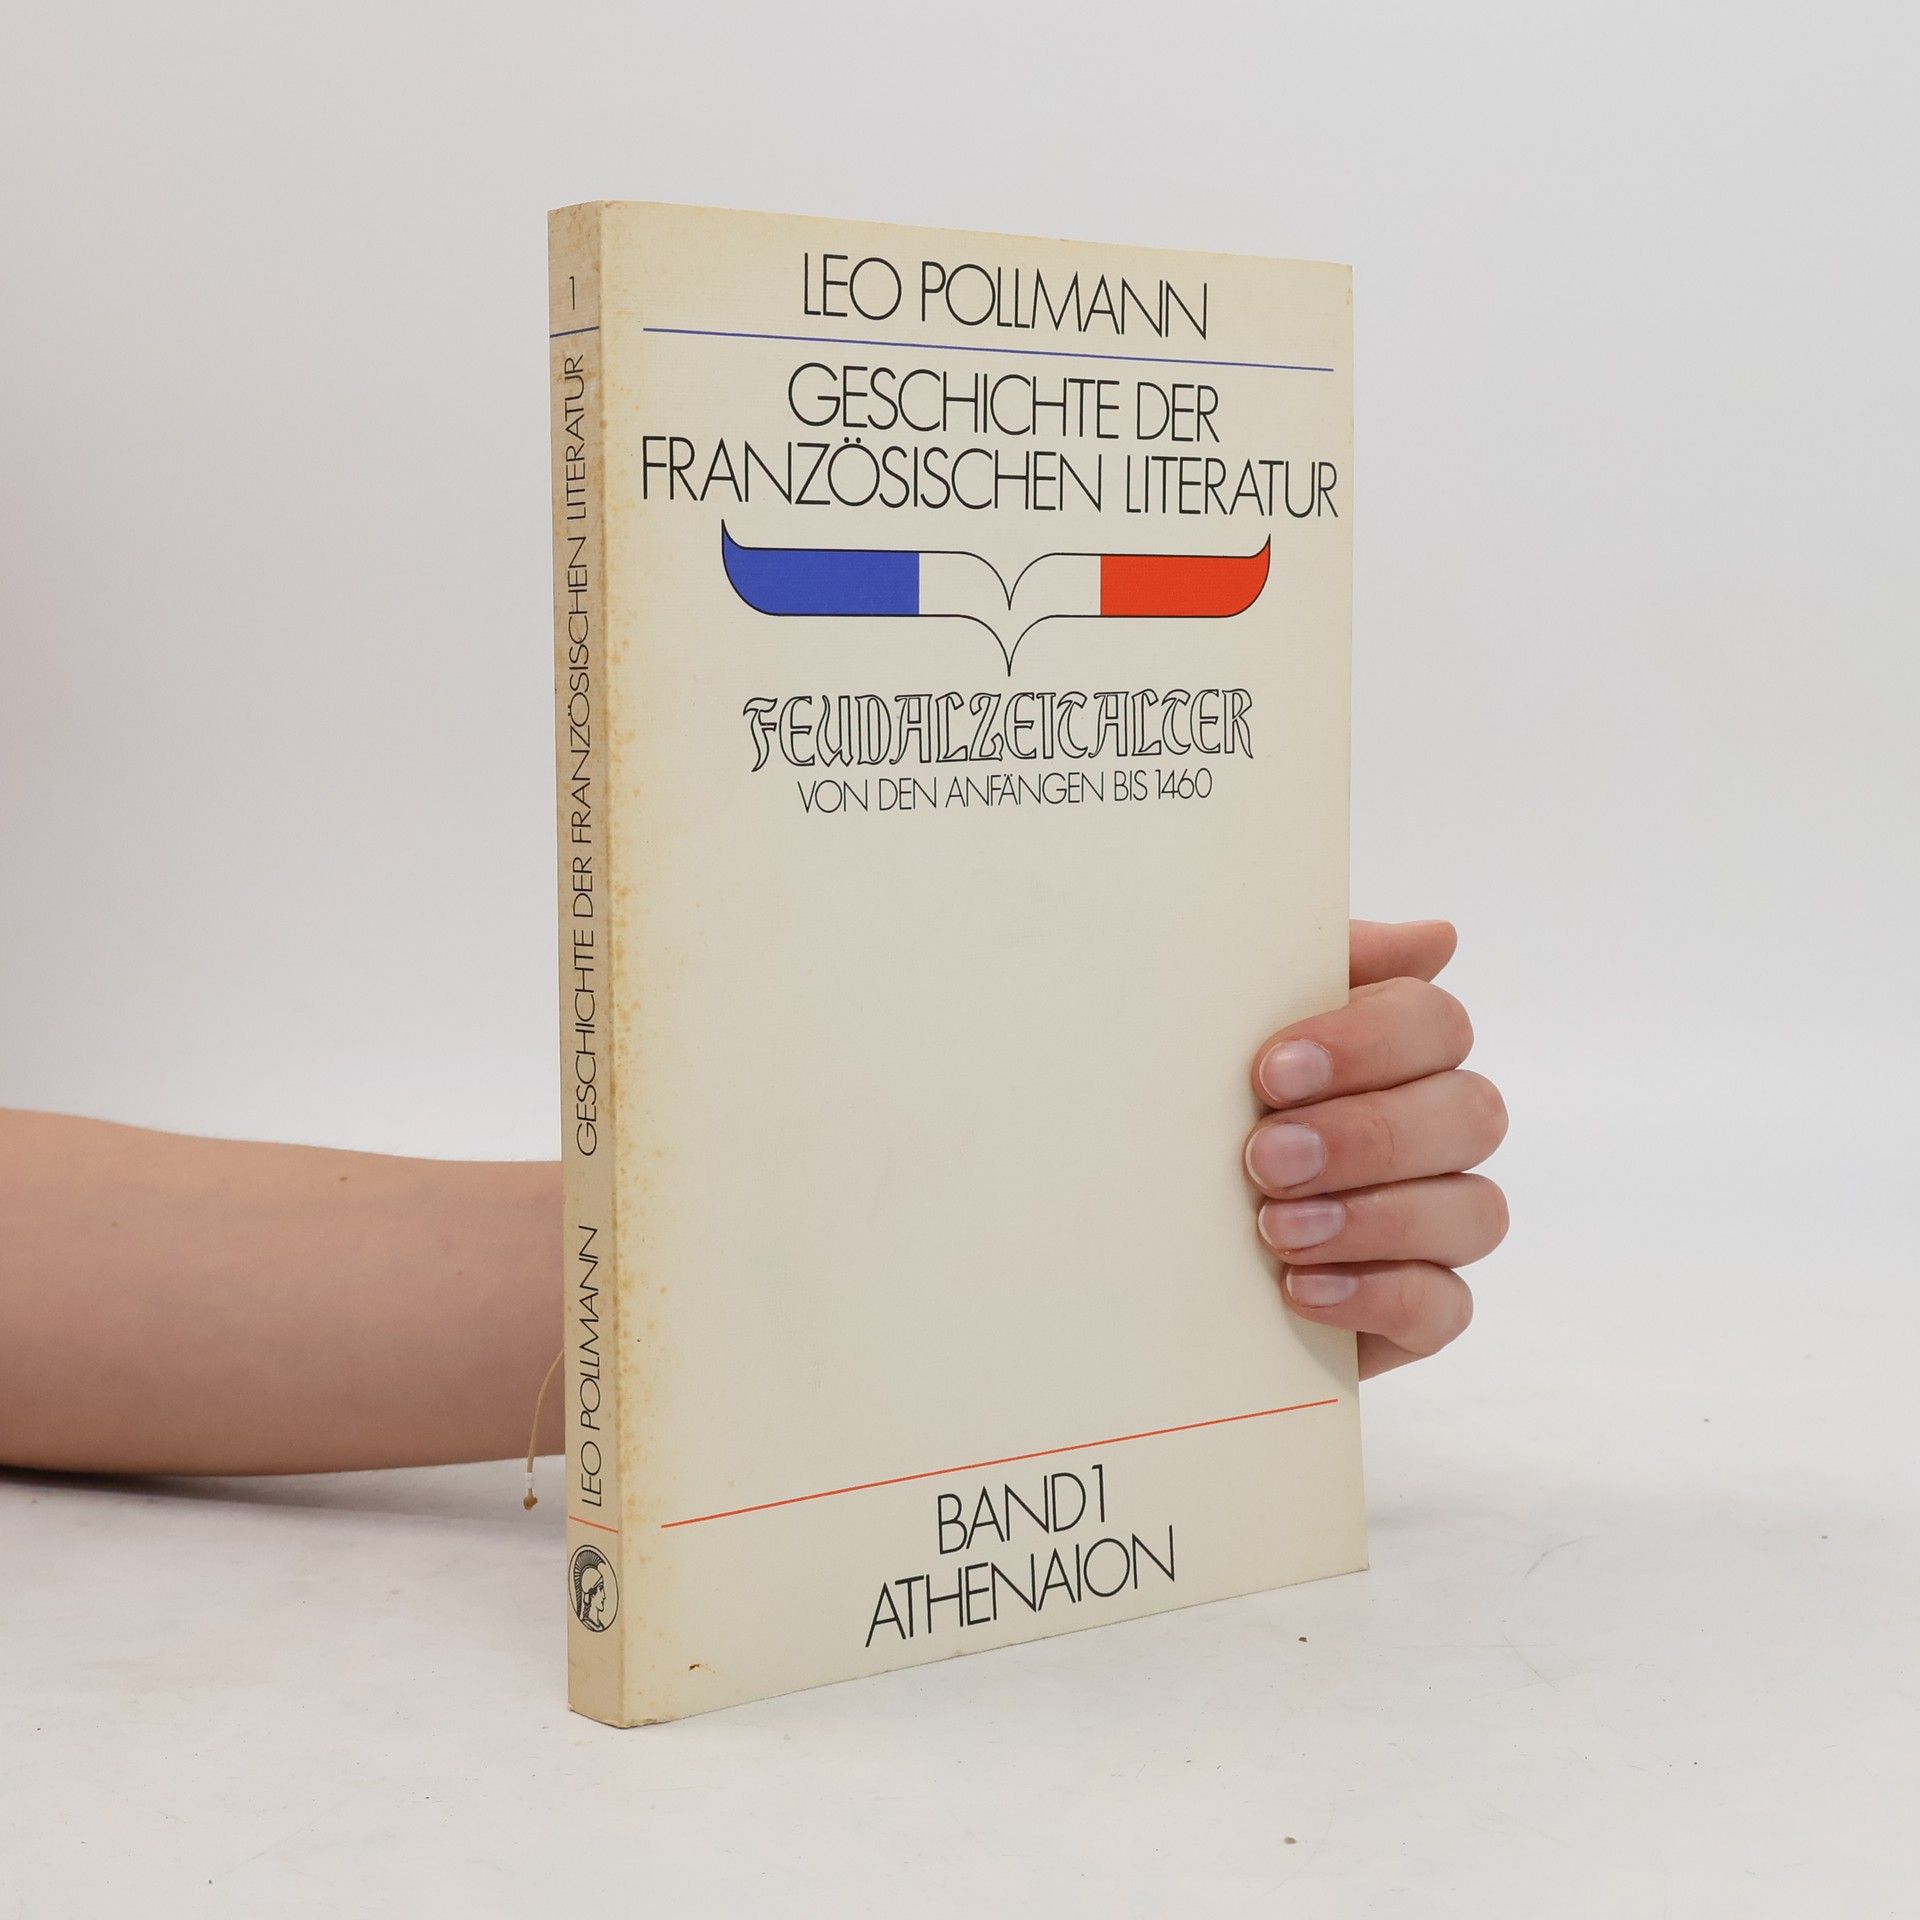 LEO POLLMANN
GESCHICHTE DER
FRANZÖSISCHEN LITERATUR
FEUDALZEITALTER
VON DEN ANFÄNGEN BIS 1460
BAND 1
ATHENAION
LEO POLLMANN GESCHICHTE DER FRANZÖSISCHEN LITERATUR 1